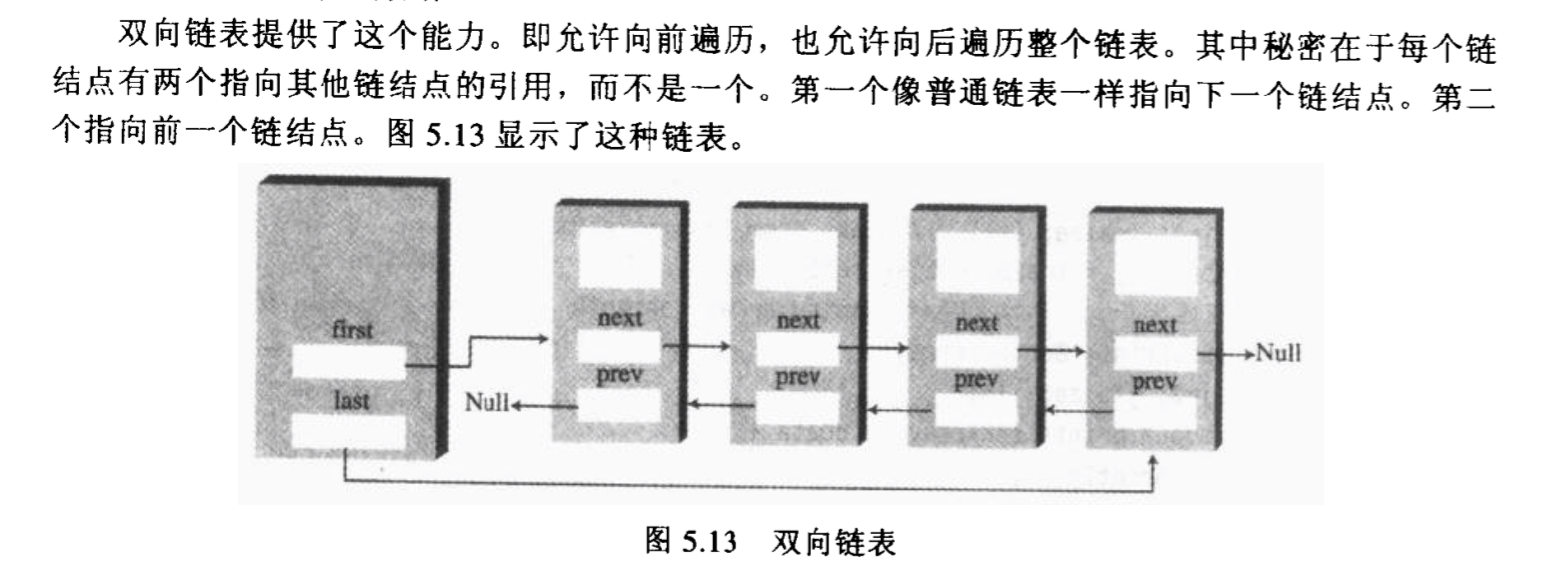 双向链表提供了这个能力。即允许向前遍历，也允许向后遍历整个链表。其中秘密在于每个链
结点有两个指向其他链结点的引用，而不是一个。第一个像普通链表一样指向下一个链结点。第二
个指向前一个链结点。图 5.13 显示了这种链表。
first
last
Null
next
prev
next
prev
next
prev
next
prev
Null
图 5.13 双向链表